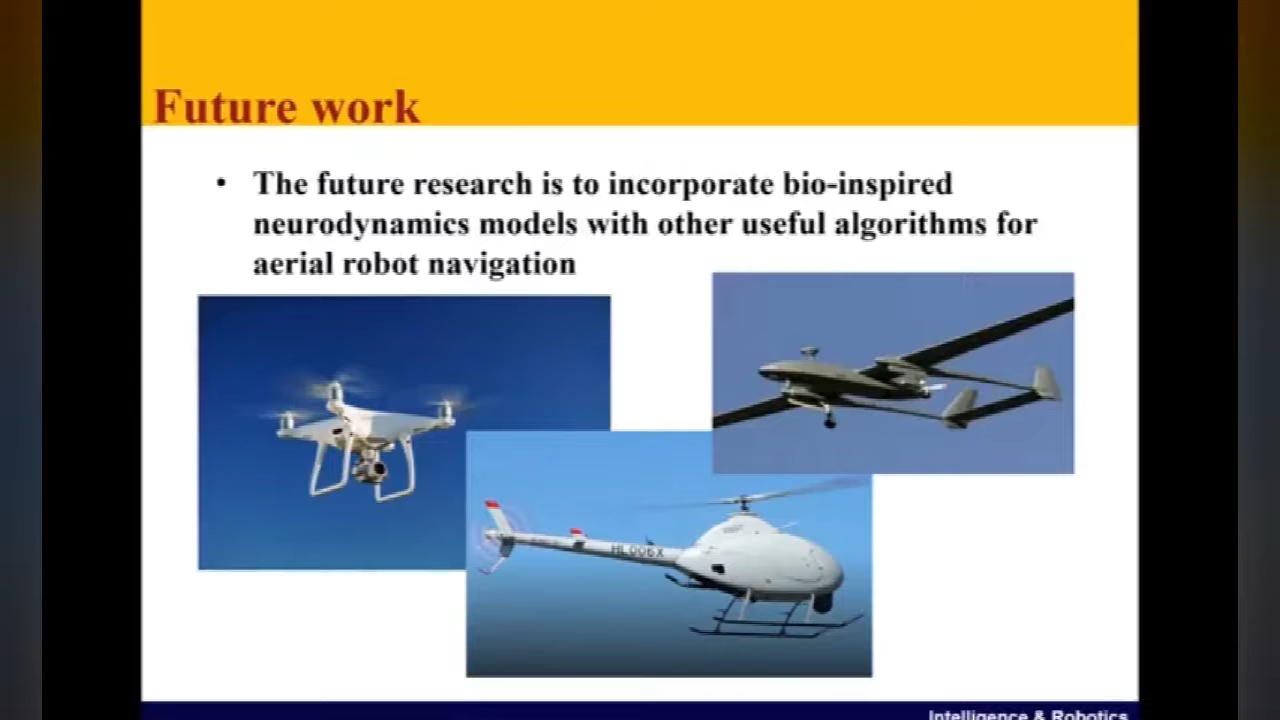 Future work
• The future research is to incorporate bio-inspired
neurodynamics models with other useful algorithms for
aerial robot navigation
HL006X
Intelligence & Robotics